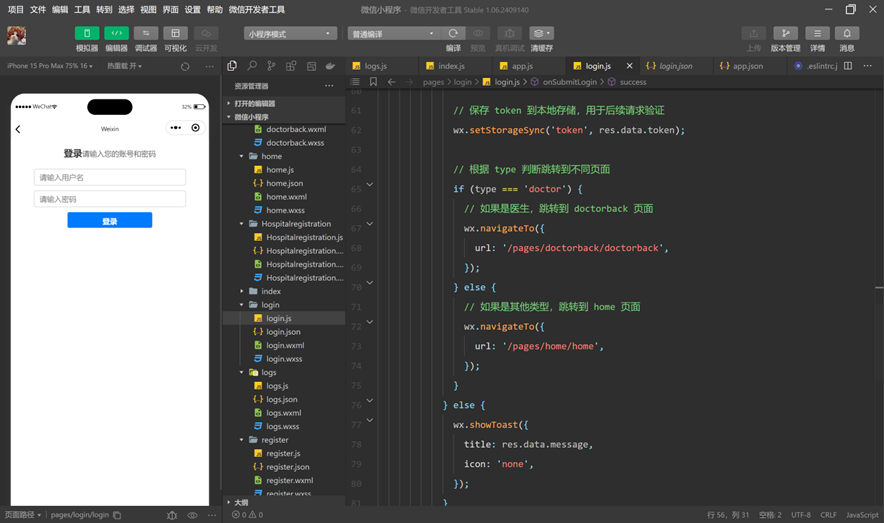 项目 文件 编辑 工具 转到 选择 视图 界面 设置 帮助 微信开发者工具
微信小程序 - 微信开发者工具 Stable 1.06.2409140
模拟器 编辑器 调试器 可视化 云开发
小程序模式
普通编译
编译 预览 真机调试 清缓存
上传 版本管理 详情 消息
iPhone 15 Pro Max 75% 16
热重载 开
WeChat
32%
Weixin
登录请输入您的账号和密码
请输入用户名
请输入密码
登录
页面路径
pages/login/login
资源管理器
打开的编辑器
微信小程序
doctorback.wxml
doctorback.wxss
home
home.js
home.json
home.wxml
home.wxss
Hospitalregistration
Hospitalregistration.js
Hospitalregistration....
Hospitalregistration....
Hospitalregistration....
index
login
login.js
login.json
login.wxml
login.wxss
logs
logs.js
logs.json
logs.wxml
logs.wxss
register
register.js
register.json
register.wxml
register.wxss
大纲
0 0
logs.js
index.js
app.js
login.js
login.json
app.json
.eslintrc.j
pages > login > login.js > onSubmitLogin > success
61 // 保存 token 到本地存储，用于后续请求验证
62 wx.setStorageSync('token', res.data.token);
63
64 // 根据 type 判断跳转到不同页面
65 if (type === 'doctor') {
66 // 如果是医生，跳转到 doctorback 页面
67 wx.navigateTo({
68 url: '/pages/doctorback/doctorback',
69 });
70 } else {
71 // 如果是其他类型，跳转到 home 页面
72 wx.navigateTo({
73 url: '/pages/home/home',
74 });
75 }
76 } else {
77 wx.showToast({
78 title: res.data.message,
79 icon: 'none',
80 });
81 }
行 56，列 31 空格: 2 UTF-8 CRLF JavaScript